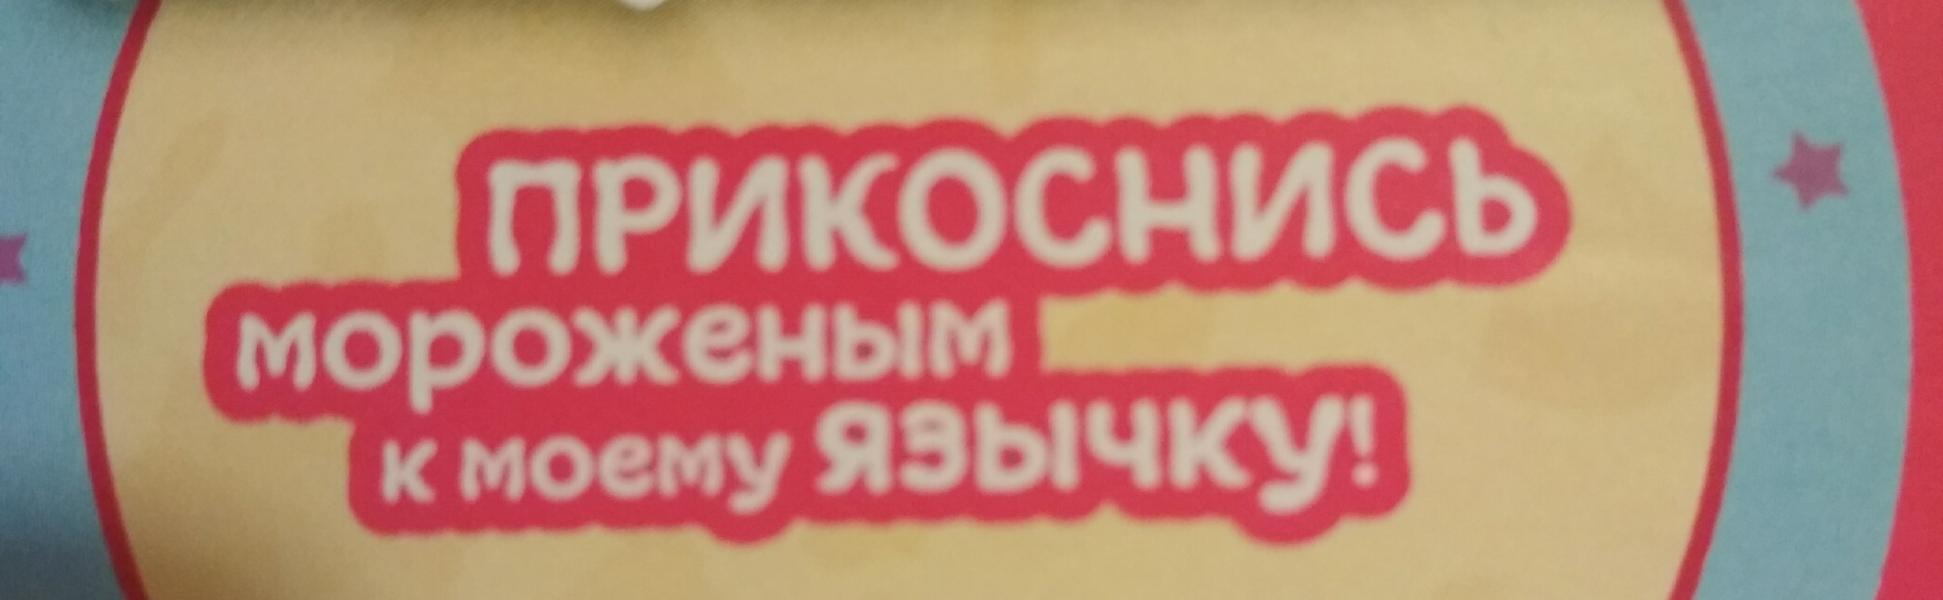 ПРИКОСНИСЬ
мороженым
к моему ЯЗЫЧКУ!